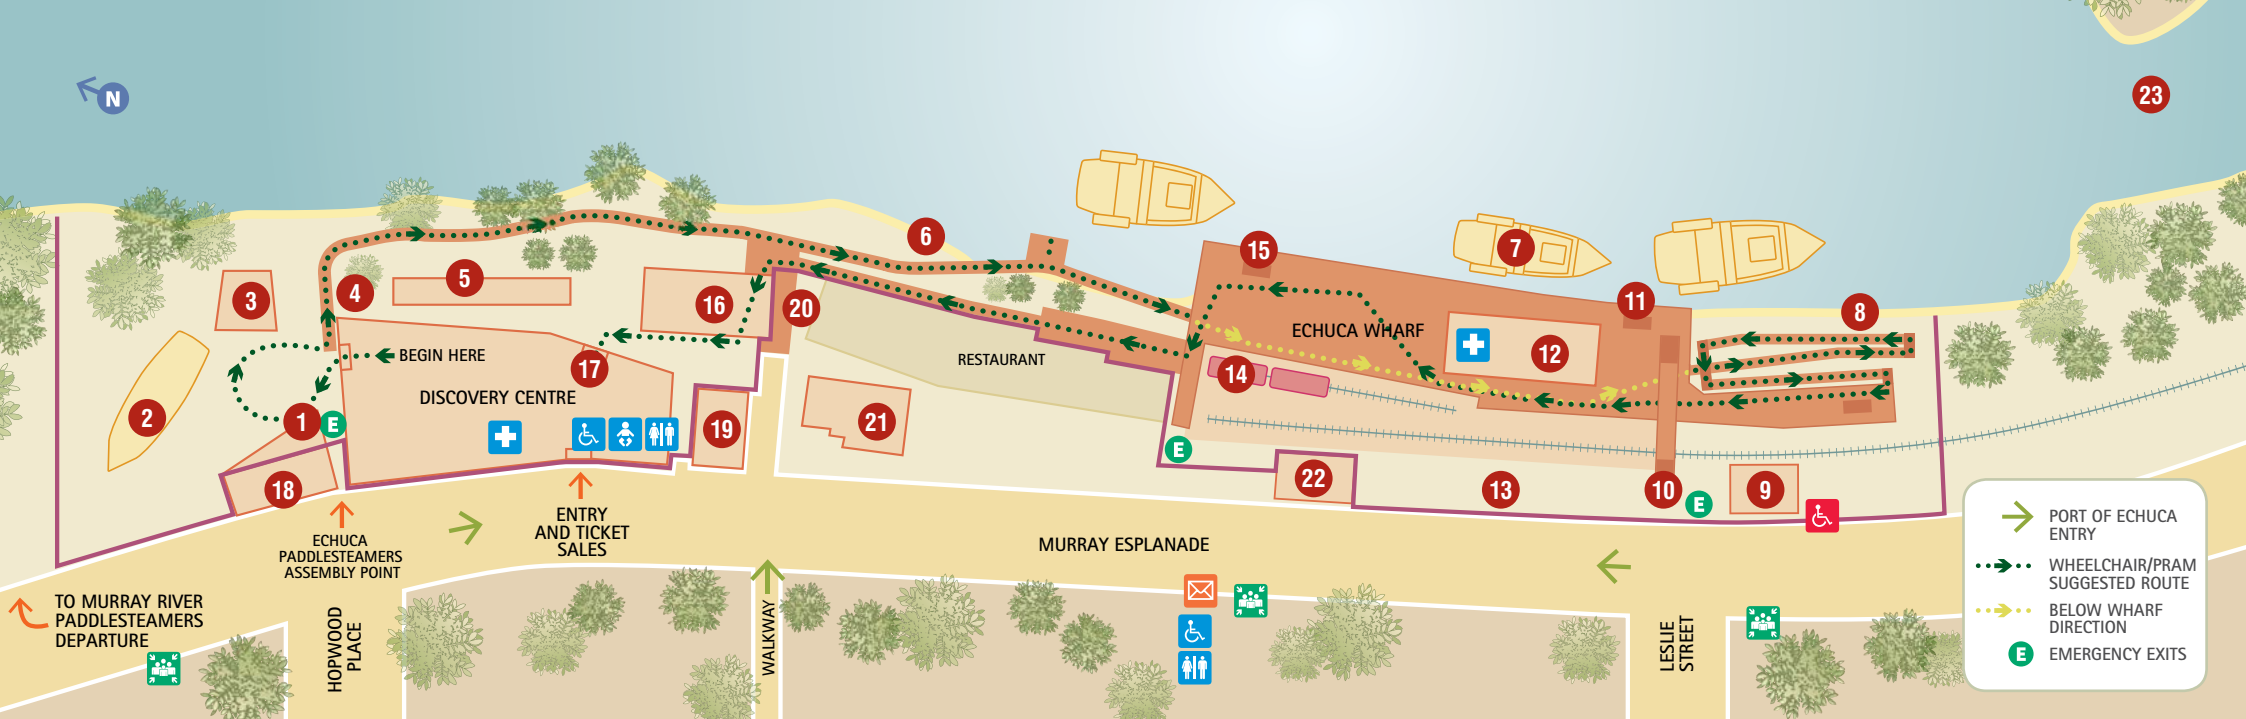 N
23
15
7
6
11
8
5
4
3
16
20
ECHUCA WHARF
12
BEGIN HERE
RESTAURANT
17
14
DISCOVERY CENTRE
2
1
E
19
21
E
18
22
13
10
E
9
ENTRY
AND TICKET
SALES
ECHUCA
PADDLESTEAMERS
ASSEMBLY POINT
MURRAY ESPLANADE
TO MURRAY RIVER
PADDLESTEAMERS
DEPARTURE
HOPWOOD
PLACE
WALKWAY
LESLIE
STREET
PORT OF ECHUCA
ENTRY
WHEELCHAIR/PRAM
SUGGESTED ROUTE
BELOW WHARF
DIRECTION
E
EMERGENCY EXITS